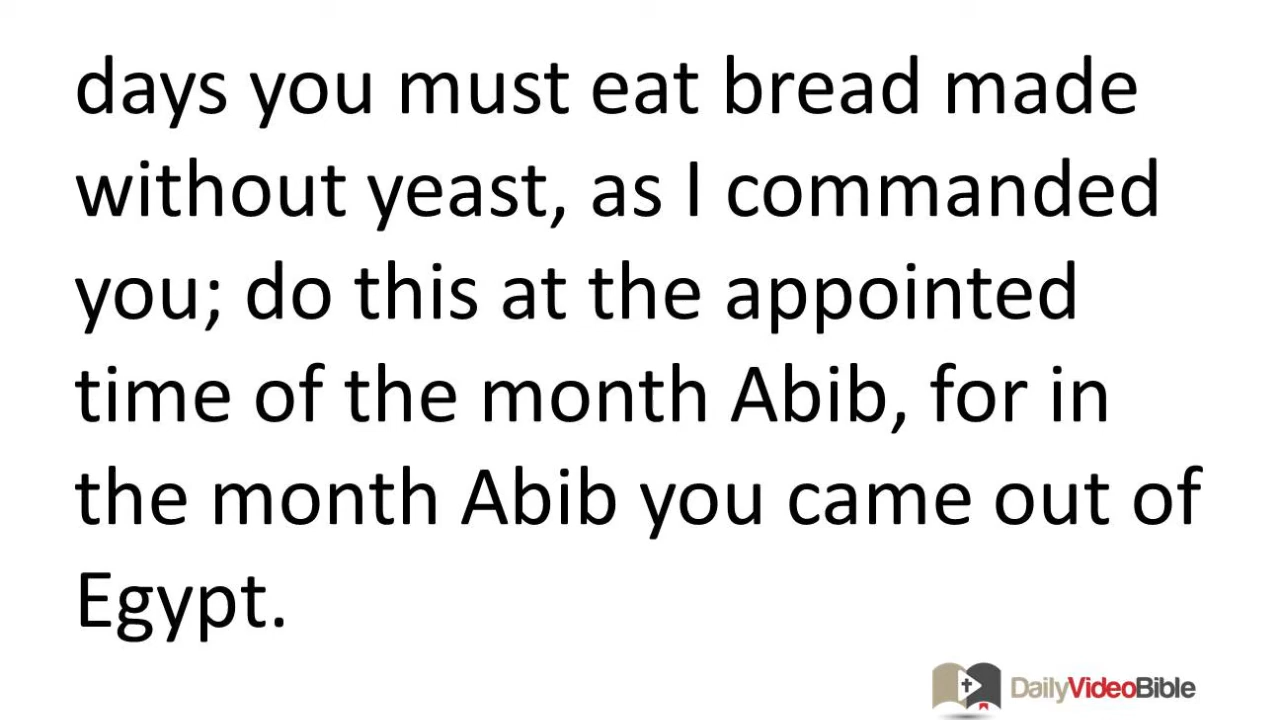 days you must eat bread made
without yeast, as I commanded
you; do this at the appointed
time of the month Abib, for in
the month Abib you came out of
Egypt.
DailyVideoBible